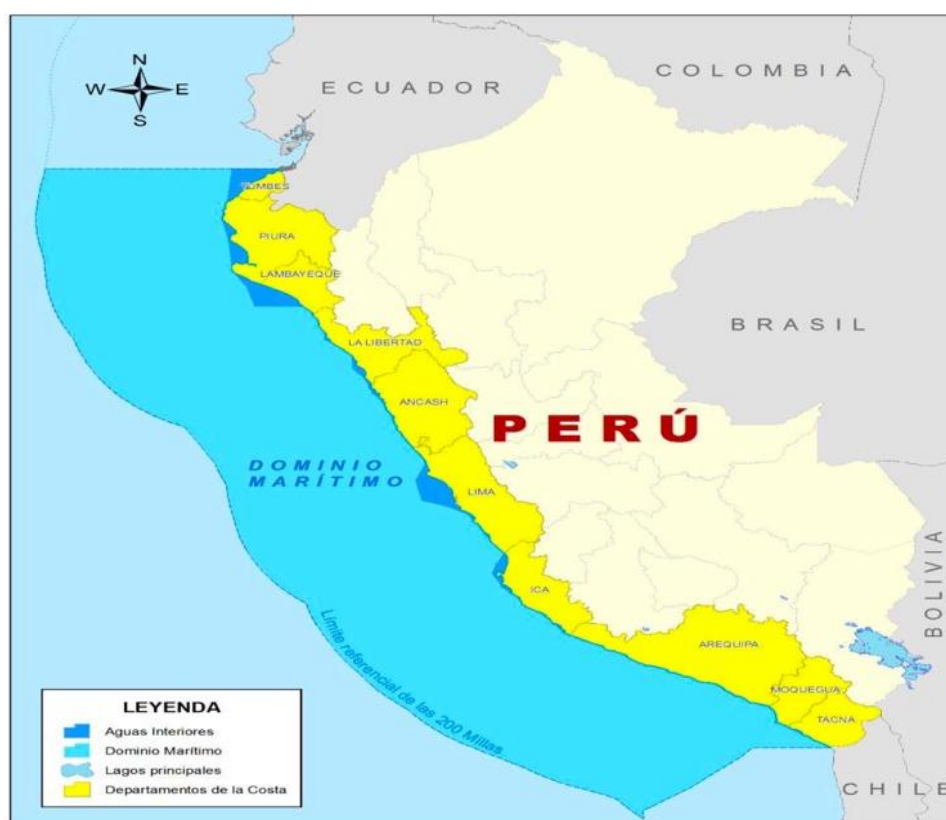 N
W E
S
ECUADOR
COLOMBIA
TUMBES
PIURA
LAMBAYEQUE
LA LIBERTAD
BRASIL
ANCASH
PERÚ
DOMINIO
MARÍTIMO
LIMA
ICA
BOLIVIA
AREQUIPA
MOQUEGUA
TACNA
Límite referencial de las 200 Millas
CHILE
LEYENDA
Aguas Interiores
Dominio Marítimo
Lagos principales
Departamentos de la Costa